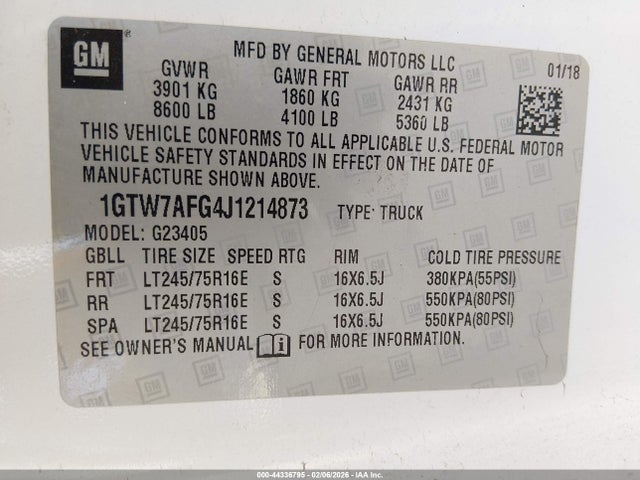 GM
MFD BY GENERAL MOTORS LLC
GVWR GAWR FRT GAWR RR 01/18
3901 KG 1860 KG 2431 KG
8600 LB 4100 LB 5360 LB
THIS VEHICLE CONFORMS TO ALL APPLICABLE U.S. FEDERAL MOTOR
VEHICLE SAFETY STANDARDS IN EFFECT ON THE DATE OF
MANUFACTURE SHOWN ABOVE.
1GTW7AFG4J1214873 TYPE: TRUCK
MODEL: G23405
GBLL TIRE SIZE SPEED RTG RIM COLD TIRE PRESSURE
FRT LT245/75R16E S 16X6.5J 380KPA(55PSI)
RR LT245/75R16E S 16X6.5J 550KPA(80PSI)
SPA LT245/75R16E S 16X6.5J 550KPA(80PSI)
SEE OWNER'S MANUAL i FOR MORE INFORMATION.
000-44336795 - 02/06/2026 - IAA Inc.